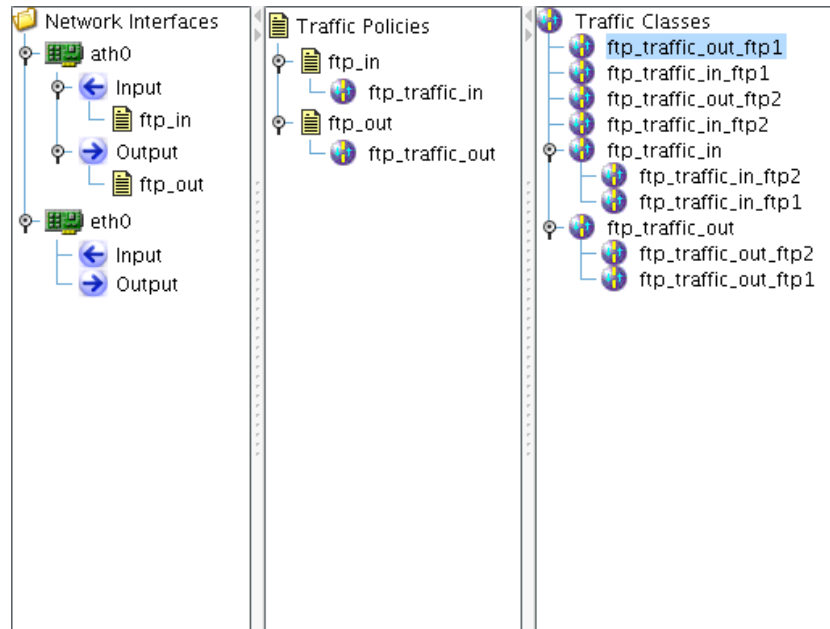 Network Interfaces
ath0
Input
ftp_in
Output
ftp_out
eth0
Input
Output
Traffic Policies
ftp_in
ftp_traffic_in
ftp_out
ftp_traffic_out
Traffic Classes
ftp_traffic_out_ftp1
ftp_traffic_in_ftp1
ftp_traffic_out_ftp2
ftp_traffic_in_ftp2
ftp_traffic_in
ftp_traffic_in_ftp2
ftp_traffic_in_ftp1
ftp_traffic_out
ftp_traffic_out_ftp2
ftp_traffic_out_ftp1